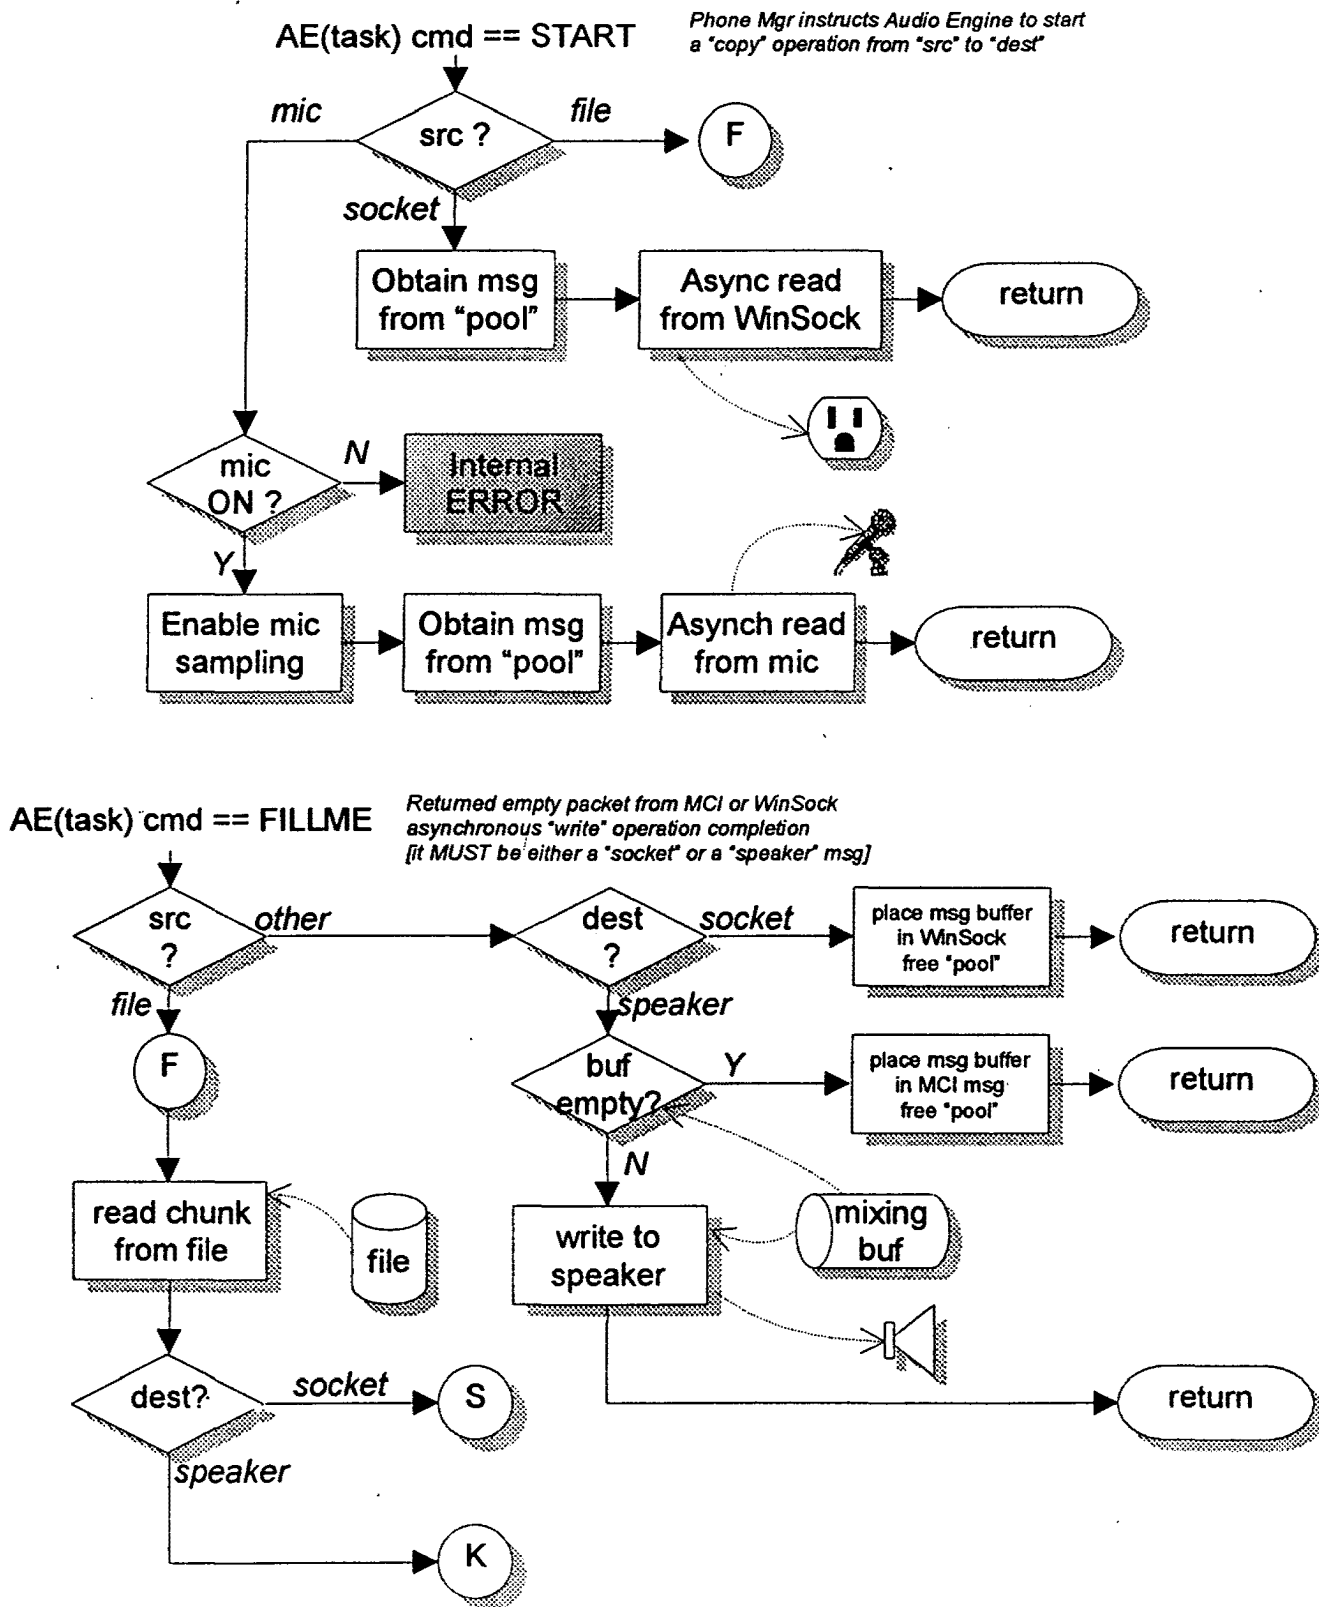 AE(task) cmd == START
Phone Mgr instructs Audio Engine to start
a "copy" operation from "src" to "dest"
mic
src ?
file
F
socket
Obtain msg
from "pool"
Async read
from WinSock
return
mic
ON ?
N
Internal
ERROR
Y
Enable mic
sampling
Obtain msg
from "pool"
Asynch read
from mic
return
AE(task) cmd == FILLME
Returned empty packet from MCI or WinSock
asynchronous "write" operation completion
[it MUST be either a "socket" or a "speaker" msg]
src
?
other
dest
?
socket
place msg buffer
in WinSock
free "pool"
return
file
speaker
F
buf
empty?
Y
place msg buffer
in MCI msg
free "pool"
return
N
read chunk
from file
file
write to
speaker
mixing
buf
dest?
socket
S
return
speaker
K